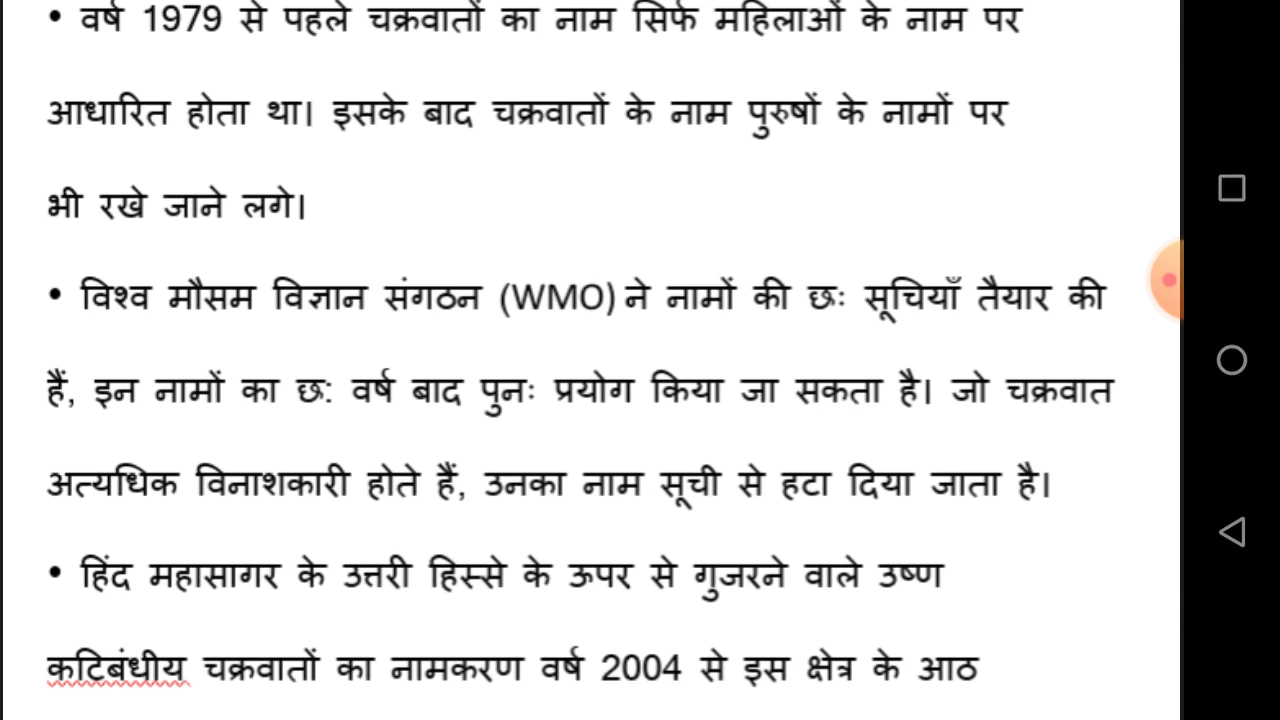 • वर्ष 1979 से पहले चक्रवातों का नाम सिर्फ महिलाओं के नाम पर
आधारित होता था। इसके बाद चक्रवातों के नाम पुरुषों के नामों पर
भी रखे जाने लगे।
• विश्व मौसम विज्ञान संगठन (WMO) ने नामों की छः सूचियाँ तैयार की
हैं, इन नामों का छ: वर्ष बाद पुनः प्रयोग किया जा सकता है। जो चक्रवात
अत्यधिक विनाशकारी होते हैं, उनका नाम सूची से हटा दिया जाता है।
• हिंद महासागर के उत्तरी हिस्से के ऊपर से गुजरने वाले उष्ण
कटिबंधीय चक्रवातों का नामकरण वर्ष 2004 से इस क्षेत्र के आठ